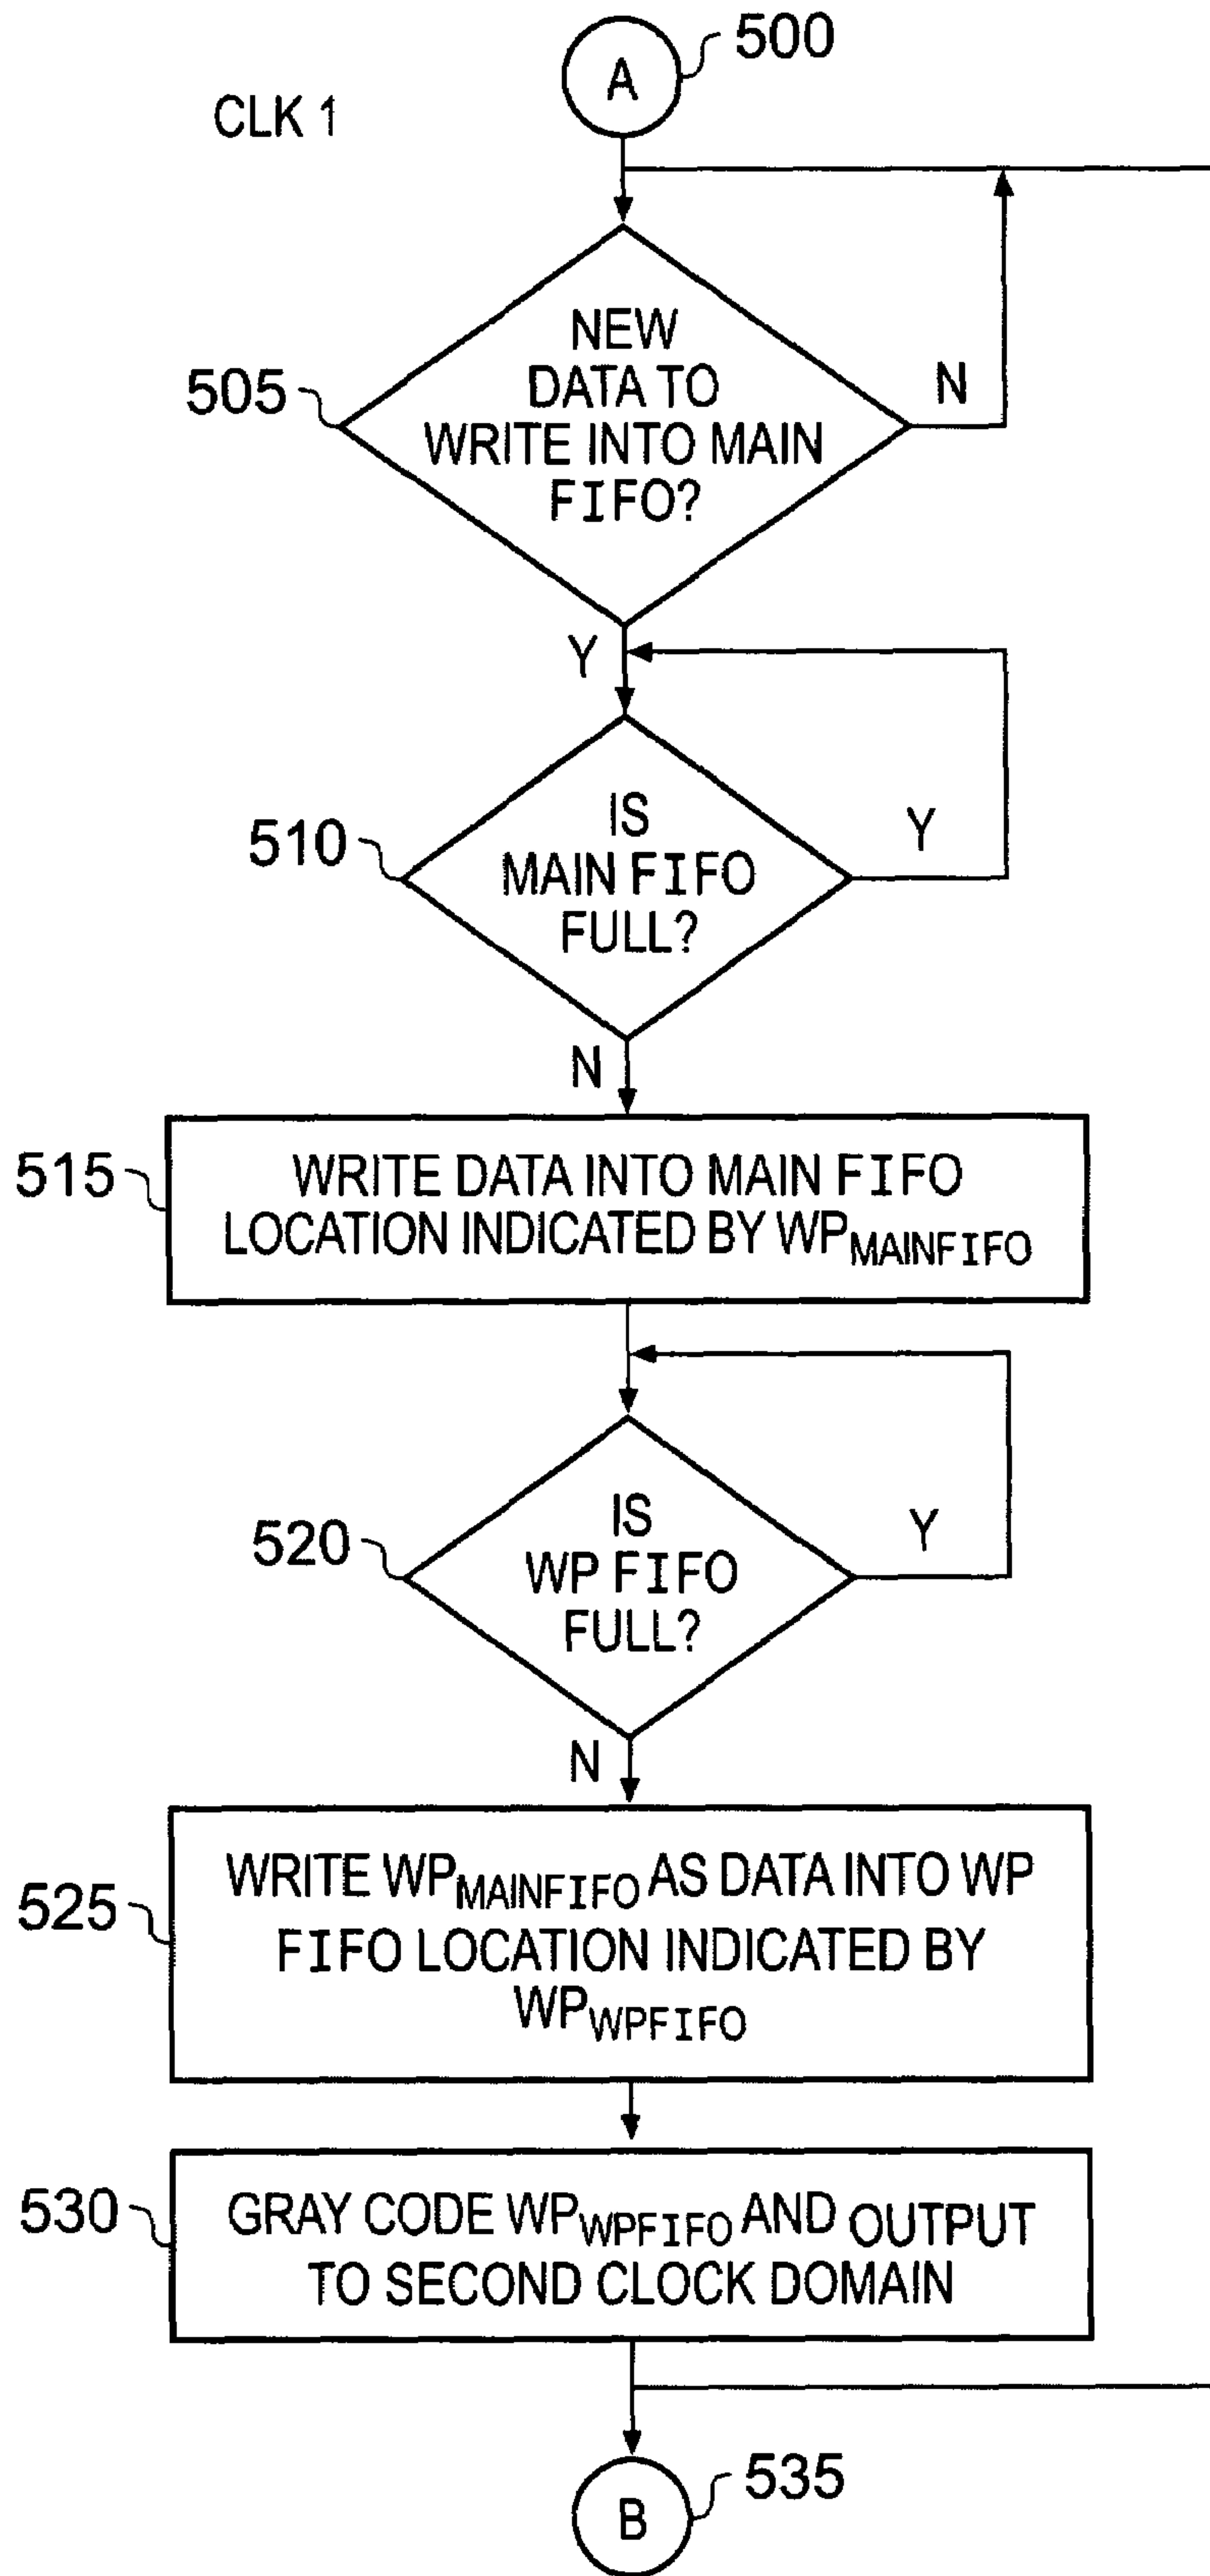 500
A
CLK 1
NEW
DATA TO
WRITE INTO MAIN
FIFO?
505
N
Y
IS
MAIN FIFO
FULL?
510
Y
N
515
WRITE DATA INTO MAIN FIFO
LOCATION INDICATED BY WPMAINFIFO
IS
WP FIFO
FULL?
520
Y
N
525
WRITE WPMAINFIFO AS DATA INTO WP
FIFO LOCATION INDICATED BY
WPWPFIFO
530
GRAY CODE WPWPFIFO AND OUTPUT
TO SECOND CLOCK DOMAIN
B
535